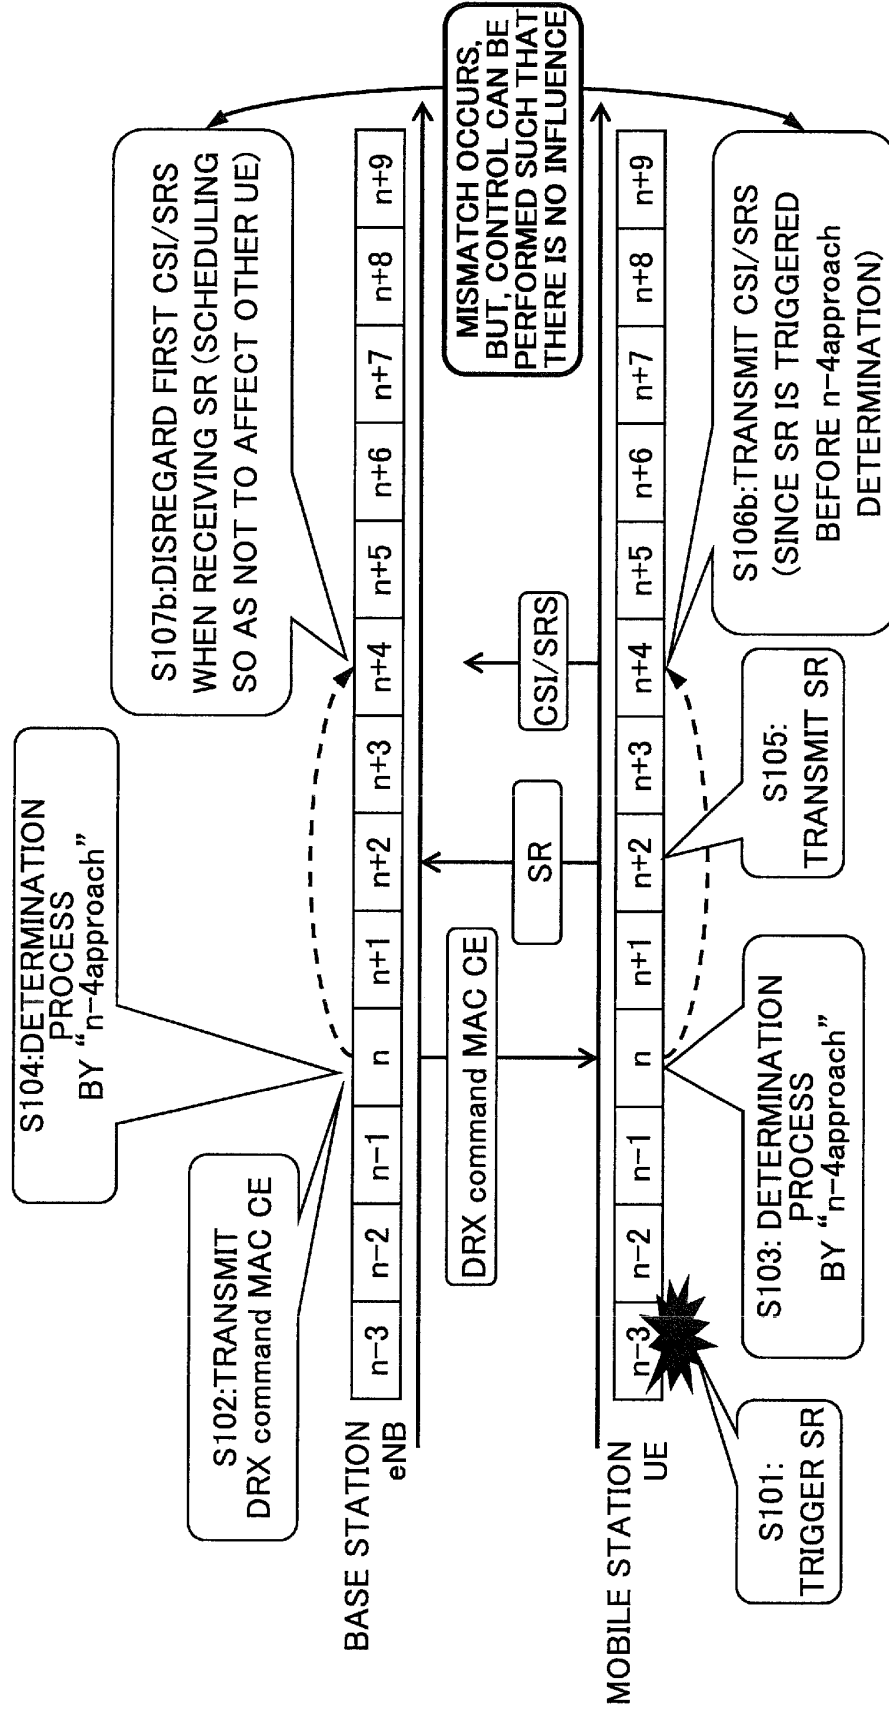 S104:DETERMINATION
PROCESS
BY “n−4approach”
S102:TRANSMIT
DRX command MAC CE
S107b:DISREGARD FIRST CSI/SRS
WHEN RECEIVING SR (SCHEDULING
SO AS NOT TO AFFECT OTHER UE)
BASE STATION
eNB
n−3 n−2 n−1 n n+1 n+2 n+3 n+4 n+5 n+6 n+7 n+8 n+9
DRX command MAC CE
SR
CSI/SRS
MISMATCH OCCURS,
BUT, CONTROL CAN BE
PERFORMED SUCH THAT
THERE IS NO INFLUENCE
MOBILE STATION
UE
n−3 n−2 n−1 n n+1 n+2 n+3 n+4 n+5 n+6 n+7 n+8 n+9
S101:
TRIGGER SR
S103: DETERMINATION
PROCESS
BY “n−4approach”
S105:
TRANSMIT SR
S106b:TRANSMIT CSI/SRS
(SINCE SR IS TRIGGERED
BEFORE n−4approach
DETERMINATION)